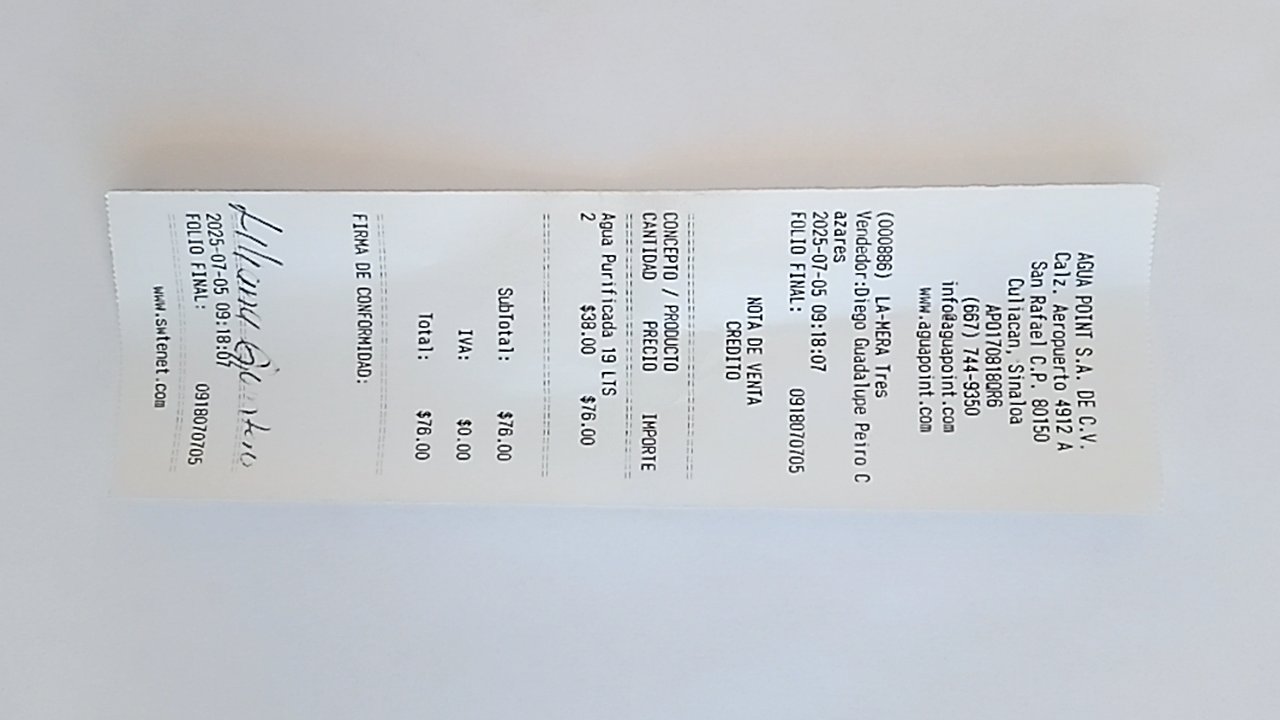 AGUA POINT S.A. DE C.V.
Calz. Aeropuerto 4912 A
San Rafael C.P. 80150
Culiacan, Sinaloa
APO170818QR6
(667) 744-9350
info@aguapoint.com
www.aguapoint.com
(000886) LA-MERA Tres
Vendedor:Diego Guadalupe Peiro C
azares
2025-07-05 09:18:07
FOLIO FINAL: 0918070705
NOTA DE VENTA
CREDITO
CONCEPTO / PRODUCTO
CANTIDAD PRECIO IMPORTE
Agua Purificada 19 LTS
2 $38.00 $76.00
SubTotal: $76.00
IVA: $0.00
Total: $76.00
FIRMA DE CONFORMIDAD:
2025-07-05 09:18:07
FOLIO FINAL: 0918070705
www.swtenet.com